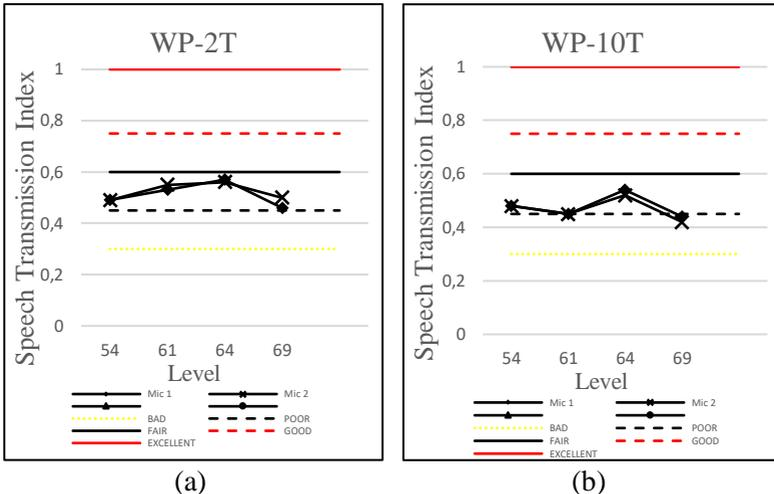 WP-2T
Speech Transmission Index
1
0,8
0,6
0,4
0,2
0
54 61 64 69
Level
Mic 1 Mic 2
BAD POOR
FAIR GOOD
EXCELLENT
(a)
WP-10T
Speech Transmission Index
1
0,8
0,6
0,4
0,2
0
54 61 64 69
Level
Mic 1 Mic 2
BAD POOR
FAIR GOOD
EXCELLENT
(b)